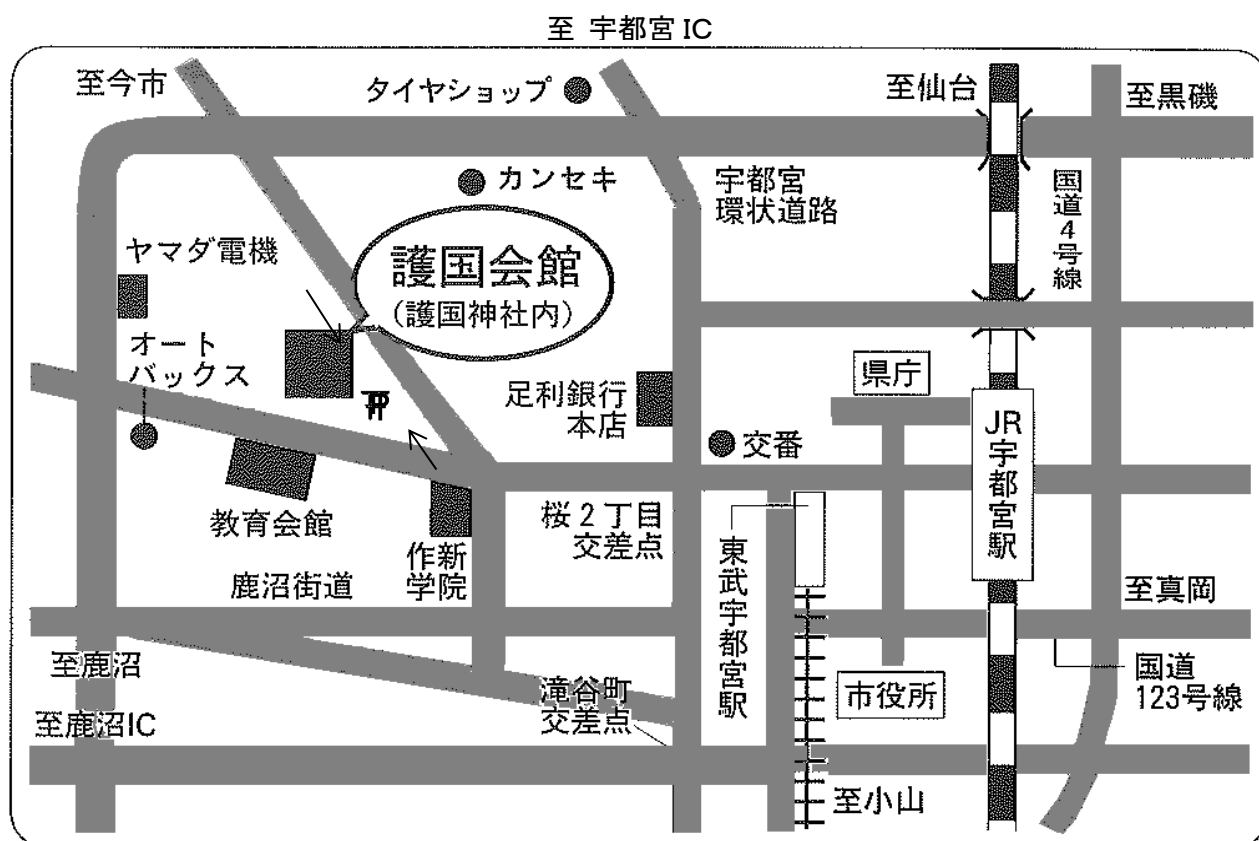 至 宇都宮 IC
至今市
タイヤショップ
至仙台
至黒磯
カンセキ
宇都宮
環状道路
国道4号線
ヤマダ電機
護国会館
(護国神社内)
オート
バックス
足利銀行
本店
県庁
交番
JR宇都宮駅
教育会館
作新
学院
桜2丁目
交差点
東武宇都宮駅
鹿沼街道
至真岡
至鹿沼
滝谷町
交差点
市役所
国道
123号線
至鹿沼IC
至小山